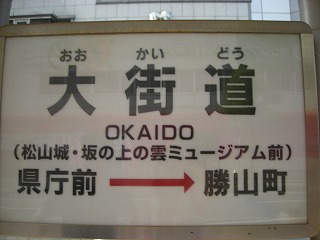 おお かい どう
大街道
OKAIDO
(松山城・坂の上の雲ミュージアム前)
県庁前 → 勝山町